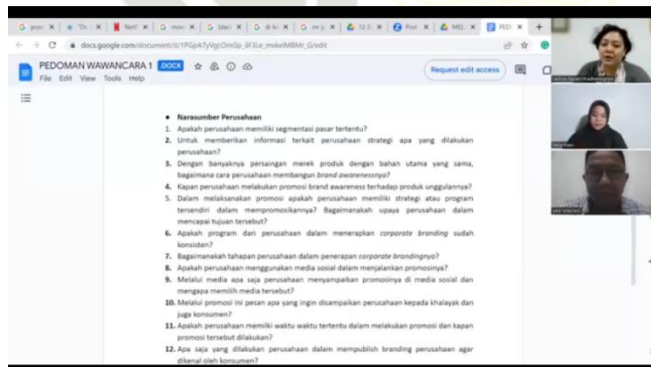 docs.google.com/document/d/
PEDOMAN WAWANCARA 1 .DOCX
Request edit access
File Edit View Tools Help
● Narasumber Perusahaan
1. Apakah perusahaan memiliki segmentasi pasar tertentu?
2. Untuk memberikan informasi terkait perusahaan strategi apa yang dilakukan
perusahaan?
3. Dengan banyaknya persaingan merek produk dengan bahan utama yang sama,
bagaimana cara perusahaan membangun brand awarenessnya?
4. Kapan perusahaan melakukan promosi brand awareness terhadap produk unggulannya?
5. Dalam melaksanakan promosi apakah perusahaan memiliki strategi atau program
tersendiri dalam mempromosikannya? Bagaimanakah upaya perusahaan dalam
mencapai tujuan tersebut?
6. Apakah program dari perusahaan dalam menerapkan corporate branding sudah
konsisten?
7. Bagaimanakah tahapan perusahaan dalam penerapan corporate brandingnya?
8. Apakah perusahaan menggunakan media sosial dalam menjalankan promosinya?
9. Melalui media apa saja perusahaan menyampaikan promosinya di media sosial dan
mengapa memilih media tersebut?
10. Melalui promosi ini pesan apa yang ingin disampaikan perusahaan kepada khalayak dan
juga konsumen?
11. Apakah perusahaan memilki waktu waktu tertentu dalam melakukan promosi dan kapan
promosi tersebut dilakukan?
12. Apa saja yang dilakukan perusahaan dalam mempublish branding perusahaan agar
dikenal oleh konsumen?